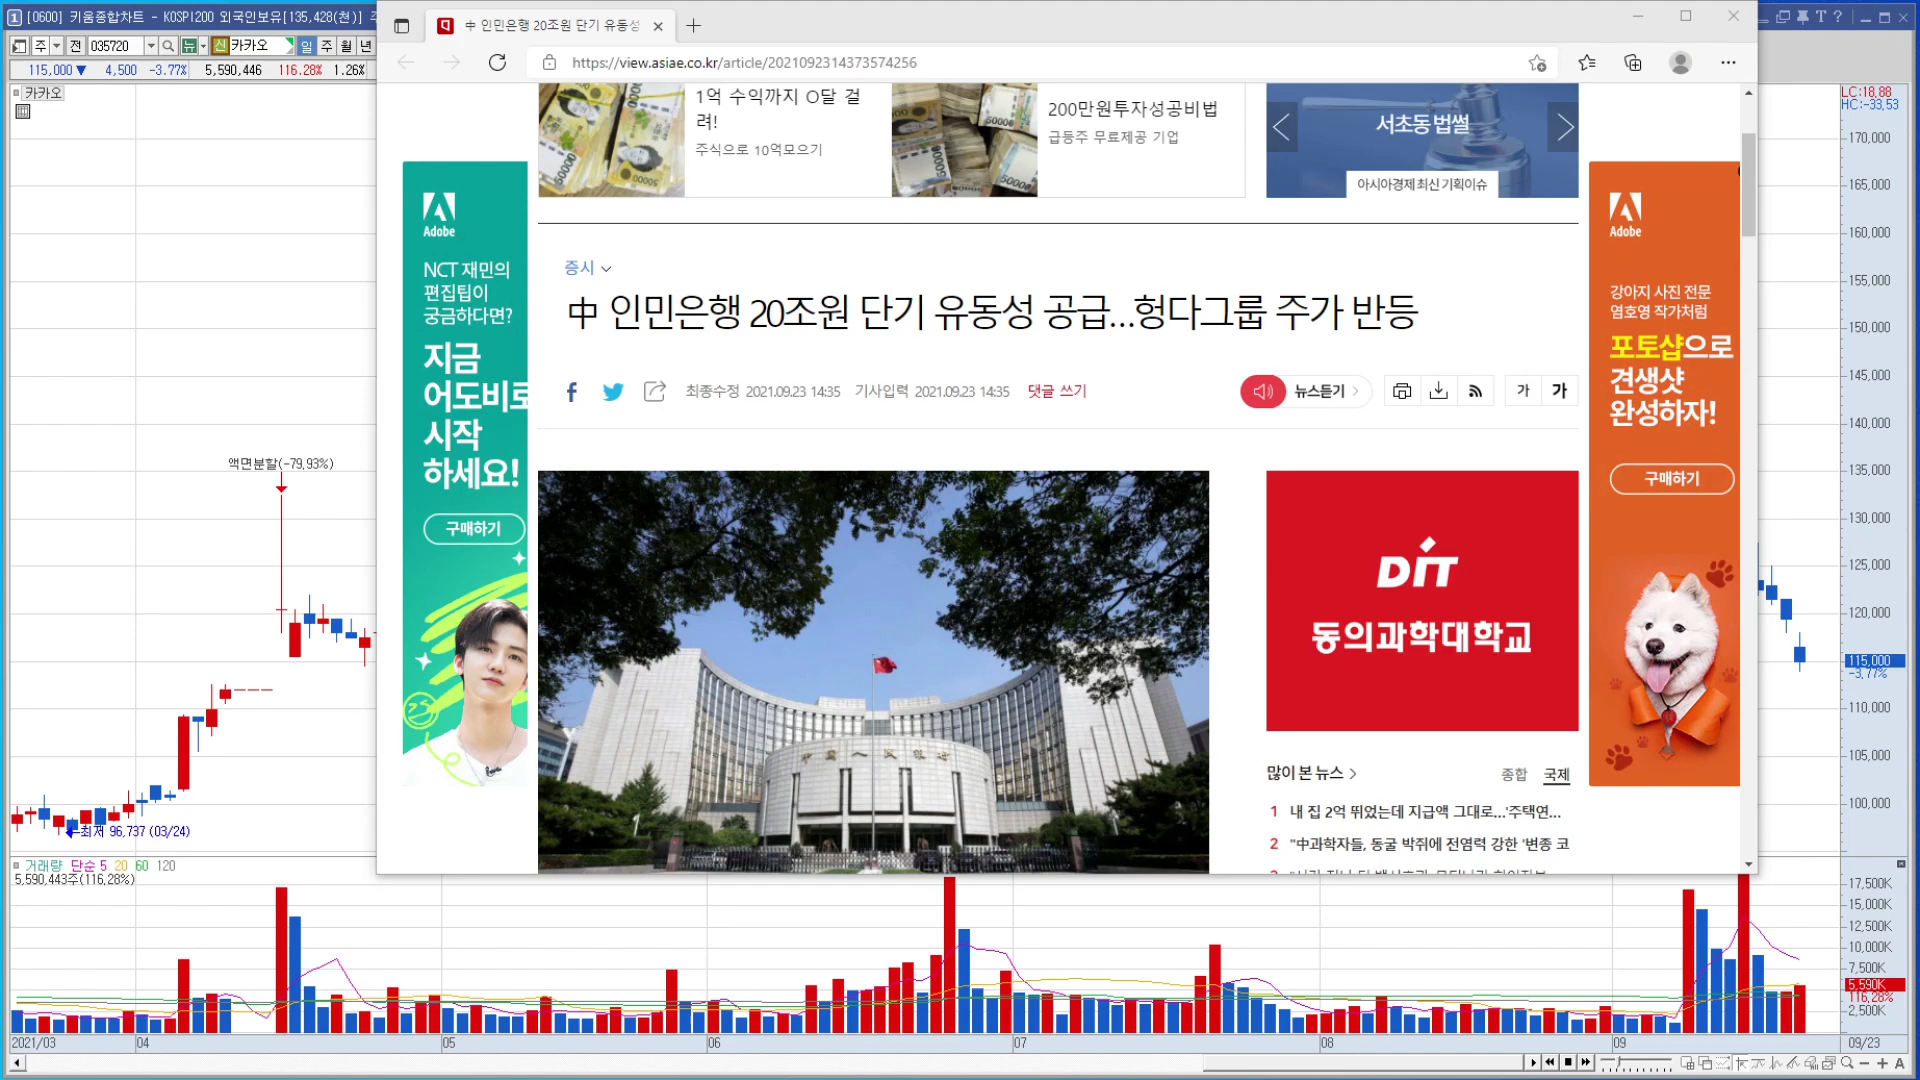 1 [0600] 키움종합차트 - KOSPI200 외국인보유[135,428(천)]
주 전 035720 뉴 신 카카오 일 주 월 년
115,000▼ 4,500 -3.77% 5,590,446 116.28% 1.26%
카카오
中 인민은행 20조원 단기 유동성
https://view.asiae.co.kr/article/2021092314373574256
1억 수익까지 O달 걸
려!
주식으로 10억모으기
200만원투자성공비법
급등주 무료제공 기업
서초동 법썰
아시아경제 최신 기획이슈
증시
中 인민은행 20조원 단기 유동성 공급...헝다그룹 주가 반등
최종수정 2021.09.23 14:35 기사입력 2021.09.23 14:35 댓글 쓰기
뉴스듣기 가 가
Adobe
NCT 재민의
편집팁이
궁금하다면?
지금
어도비로
시작
하세요!
구매하기
Adobe
강아지 사진 전문
염호영 작가처럼
포토샵으로
견생샷
완성하자!
구매하기
中国人民银行
DIT
동의과학대학교
많이 본 뉴스 종합 국제
1 내 집 2억 뛰었는데 지급액 그대로...'주택연...
2 "中과학자들, 동굴 박쥐에 전염력 강한 '변종 코
액면분할(-79,93%)
최저 96,737 (03/24)
LC:18,88
HC:-33,53
170,000
165,000
160,000
155,000
150,000
145,000
140,000
135,000
130,000
125,000
120,000
115,000
-3,77%
110,000
105,000
100,000
거래량 단순 5 20 60 120
5,590,443주(116,28%)
17,500K
15,000K
12,500K
10,000K
7,500K
5,590K
116,28%
2,500K
2021/03 04 05 06 07 08 09 09/23